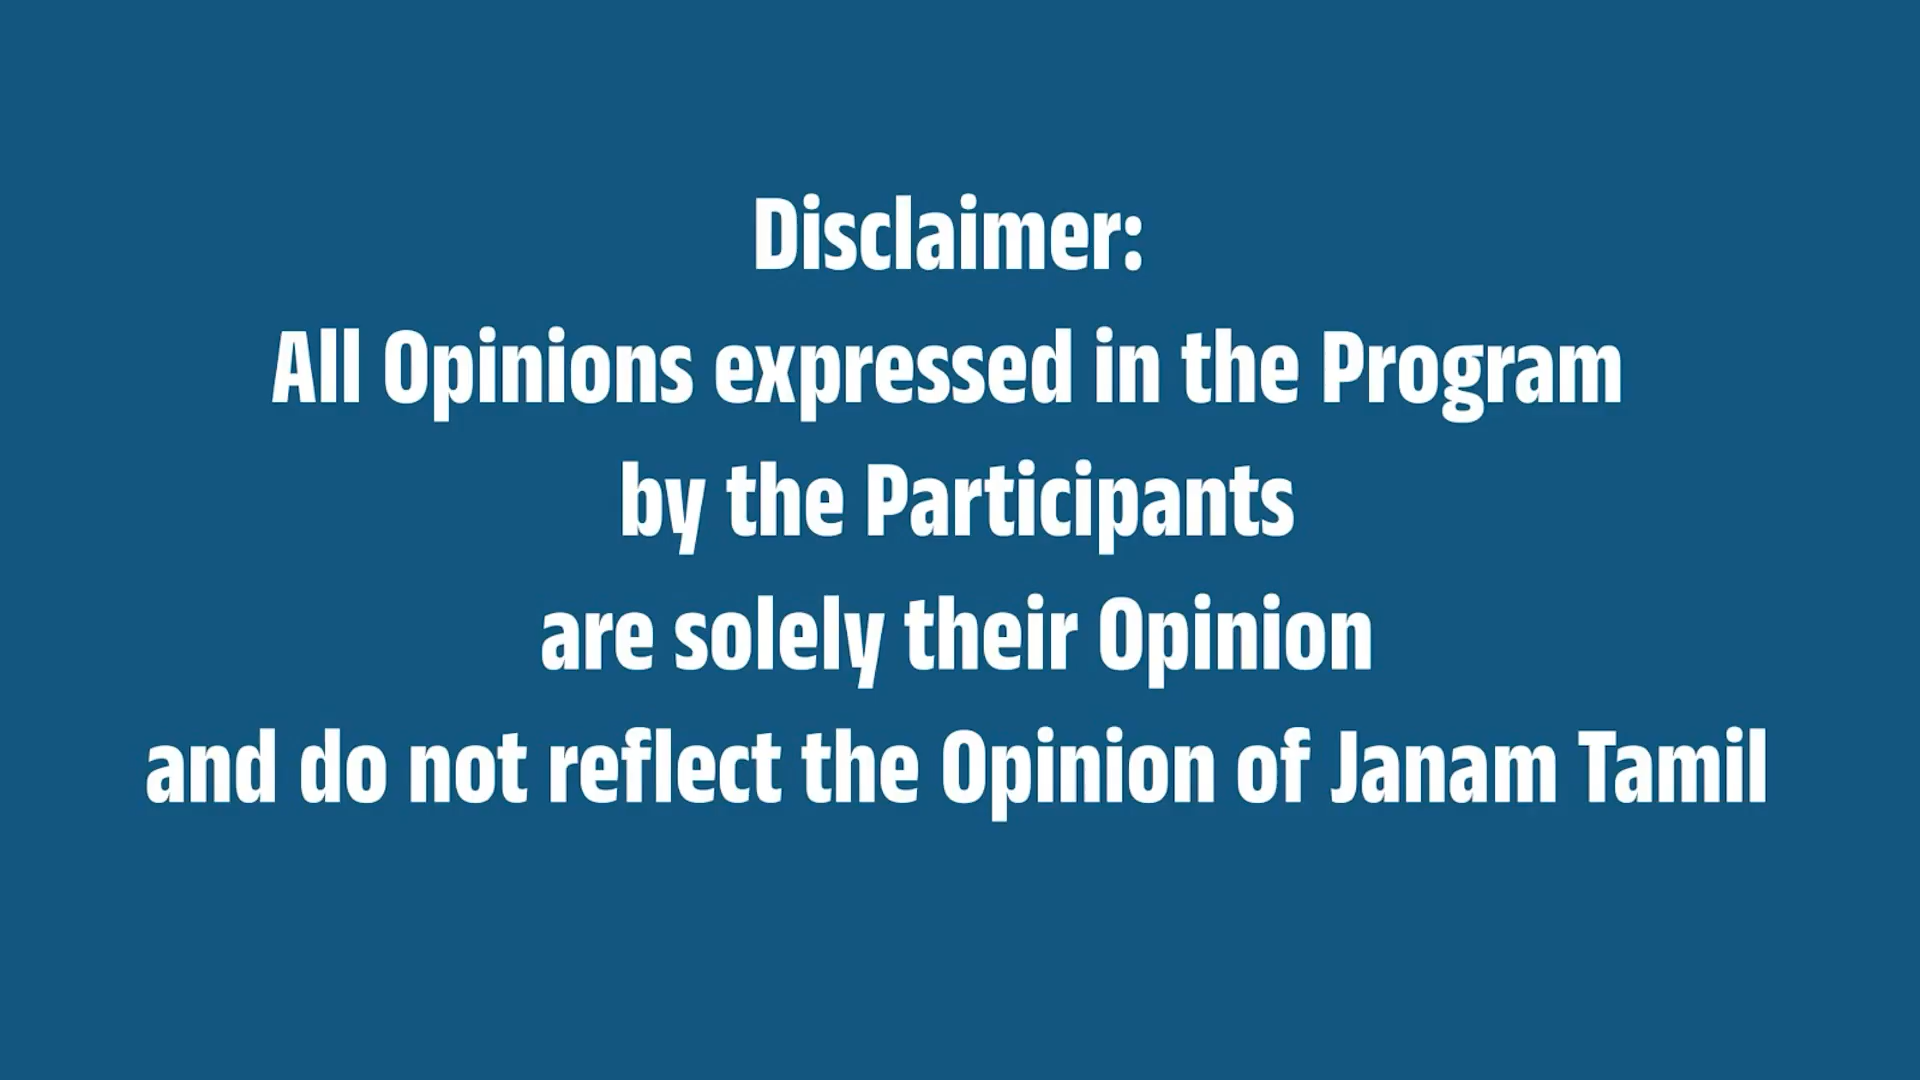 Disclaimer:
All Opinions expressed in the Program
by the Participants
are solely their Opinion
and do not reflect the Opinion of Janam Tamil